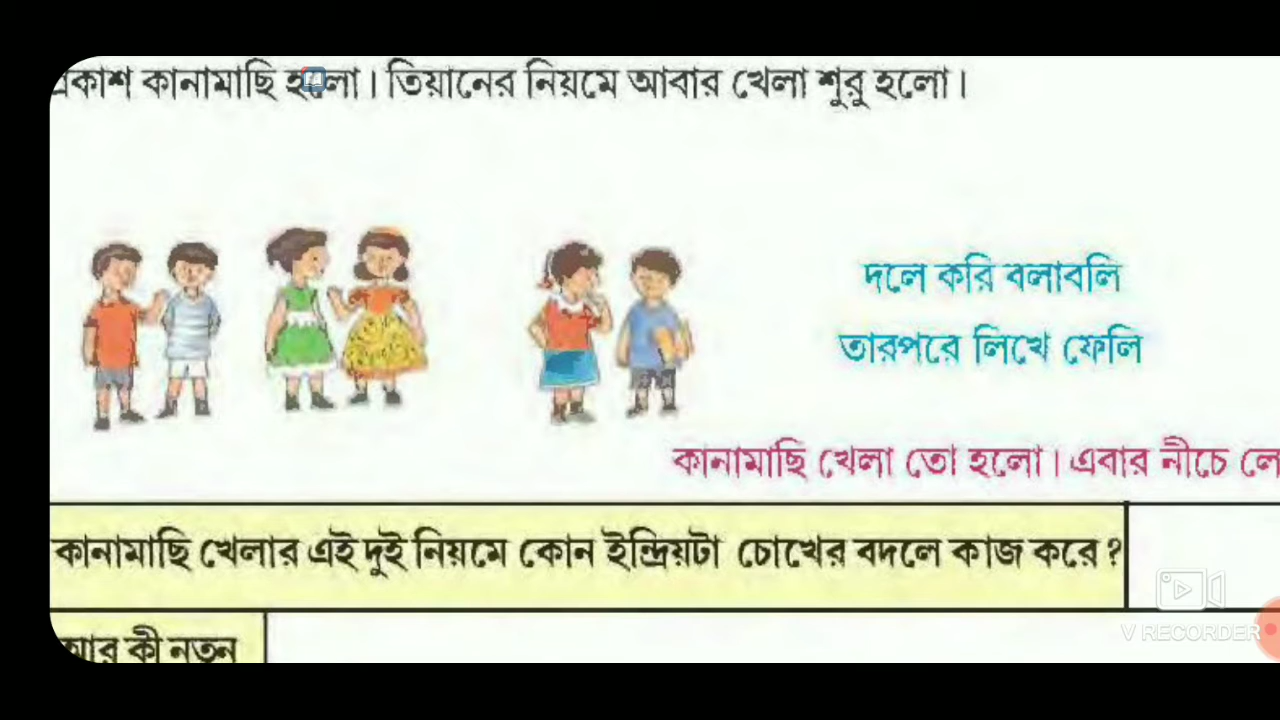 কানামাছি হলো। তিয়ানের নিয়মে আবার খেলা শুরু হলো।
দলে করি বলাবলি
তারপরে লিখে ফেলি
কানামাছি খেলা তো হলো। এবার নীচে
কানামাছি খেলার এই দুই নিয়মে কোন ইন্দ্রিয়টা চোখের বদলে কাজ করে ?
আর কী নতুন
V RECORDER